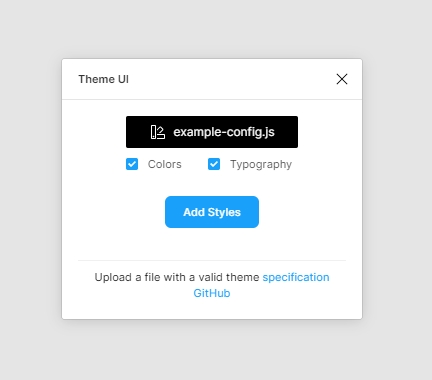 Theme UI
example-config.js
Colors Typography
Add Styles
Upload a file with a valid theme specification
GitHub